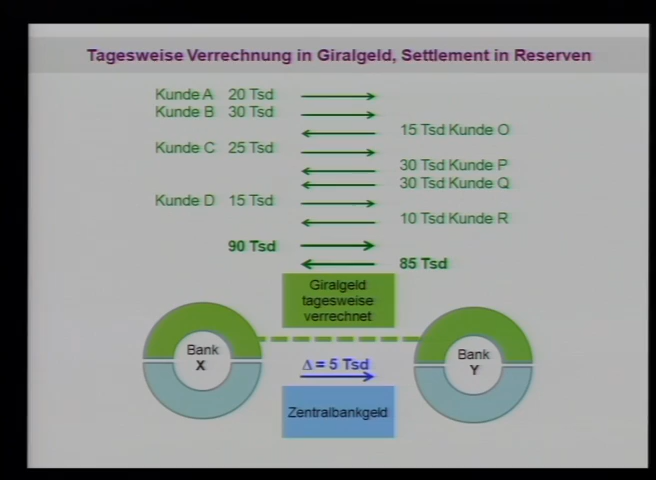 Tagesweise Verrechnung in Giralgeld, Settlement in Reserven
Kunde A 20 Tsd
Kunde B 30 Tsd
15 Tsd Kunde O
Kunde C 25 Tsd
30 Tsd Kunde P
30 Tsd Kunde Q
Kunde D 15 Tsd
10 Tsd Kunde R
90 Tsd
85 Tsd
Giralgeld
tagesweise
verrechnet
Bank
X
Δ = 5 Tsd
Bank
Y
Zentralbankgeld